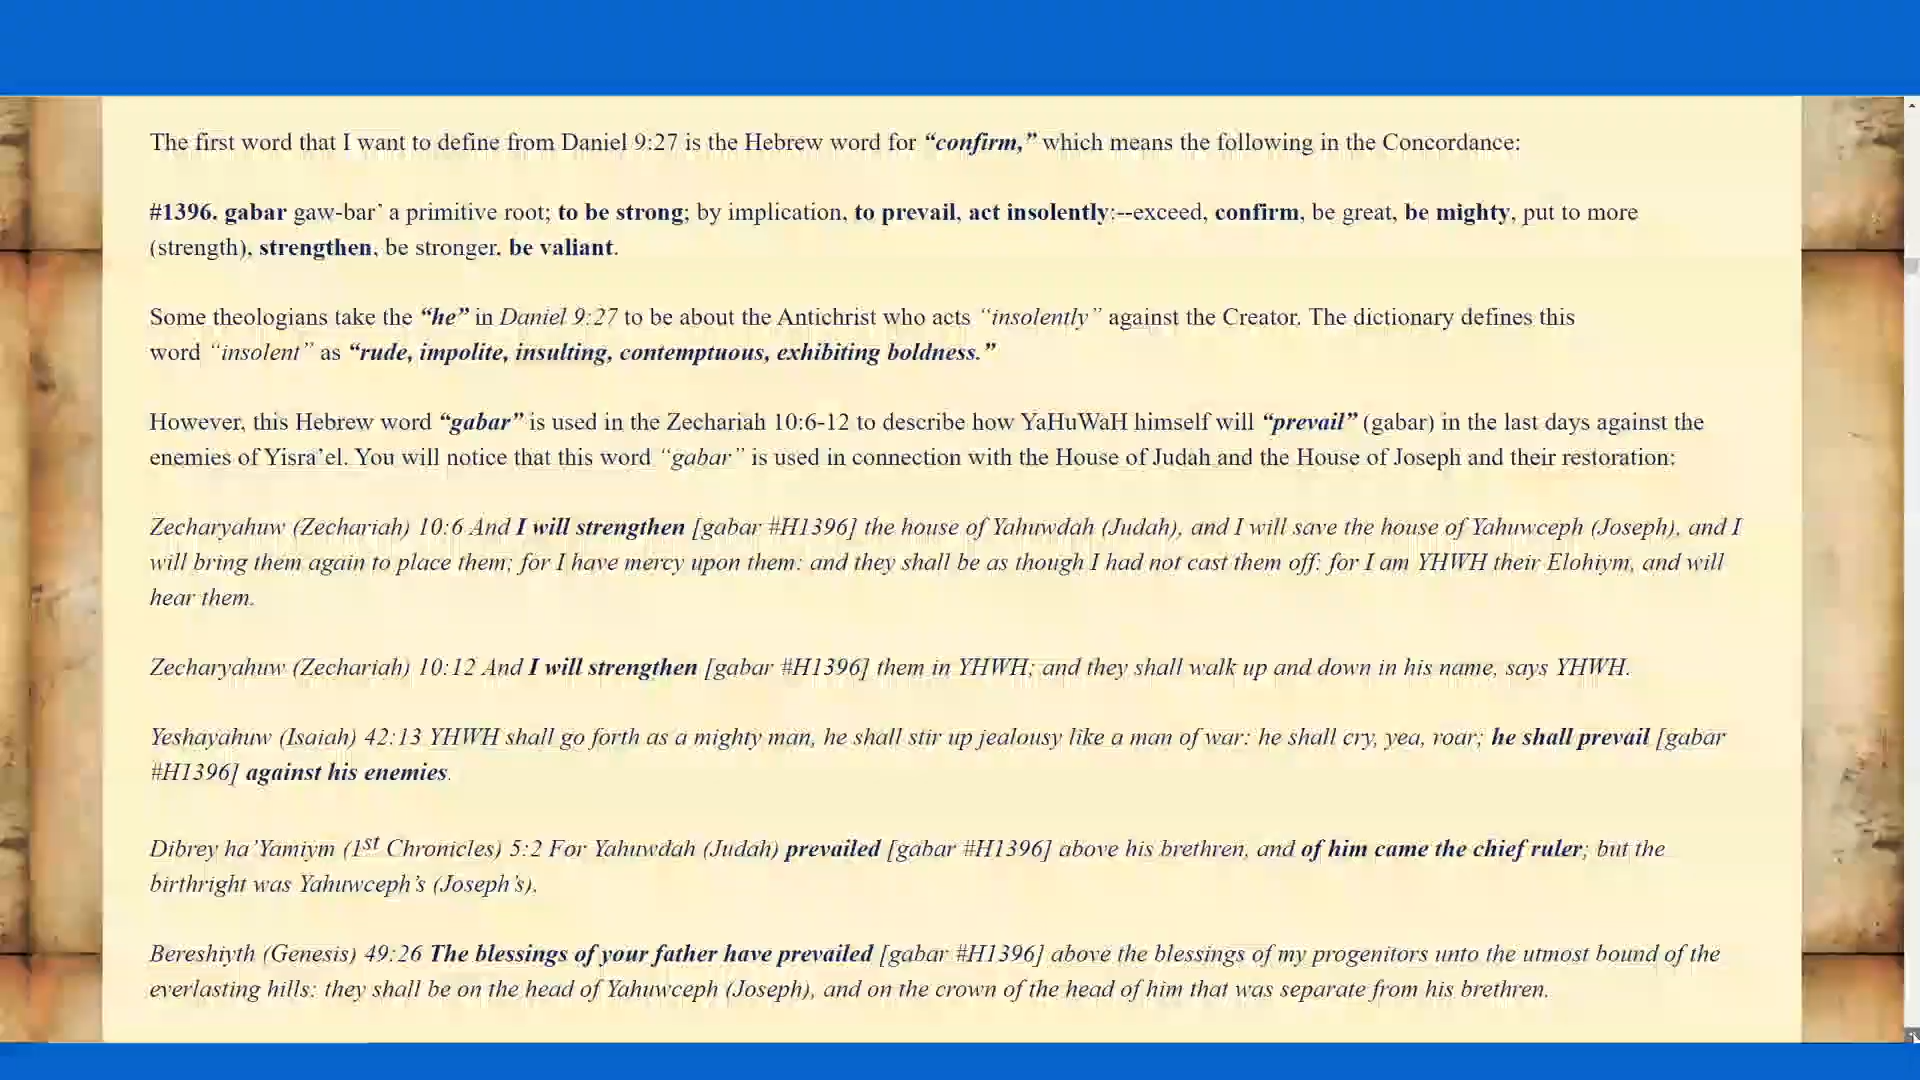 The first word that I want to define from Daniel 9:27 is the Hebrew word for “confirm,” which means the following in the Concordance:
#1396. gabar gaw-bar’ a primitive root; to be strong; by implication, to prevail, act insolently:--exceed, confirm, be great, be mighty, put to more
(strength), strengthen, be stronger, be valiant.
Some theologians take the “he” in Daniel 9:27 to be about the Antichrist who acts “insolently” against the Creator. The dictionary defines this
word “insolent” as “rude, impolite, insulting, contemptuous, exhibiting boldness.”
However, this Hebrew word “gabar” is used in the Zechariah 10:6-12 to describe how YaHuWaH himself will “prevail” (gabar) in the last days against the
enemies of Yisra’el. You will notice that this word “gabar” is used in connection with the House of Judah and the House of Joseph and their restoration:
Zecharyahuw (Zechariah) 10:6 And I will strengthen [gabar #H1396] the house of Yahuwdah (Judah), and I will save the house of Yahuwceph (Joseph), and I
will bring them again to place them; for I have mercy upon them: and they shall be as though I had not cast them off: for I am YHWH their Elohiym, and will
hear them.
Zecharyahuw (Zechariah) 10:12 And I will strengthen [gabar #H1396] them in YHWH; and they shall walk up and down in his name, says YHWH.
Yeshayahuw (Isaiah) 42:13 YHWH shall go forth as a mighty man, he shall stir up jealousy like a man of war: he shall cry, yea, roar; he shall prevail [gabar
#H1396] against his enemies.
Dibrey ha’Yamiym (1st Chronicles) 5:2 For Yahuwdah (Judah) prevailed [gabar #H1396] above his brethren, and of him came the chief ruler; but the
birthright was Yahuwceph’s (Joseph’s).
Bereshiyth (Genesis) 49:26 The blessings of your father have prevailed [gabar #H1396] above the blessings of my progenitors unto the utmost bound of the
everlasting hills: they shall be on the head of Yahuwceph (Joseph), and on the crown of the head of him that was separate from his brethren.